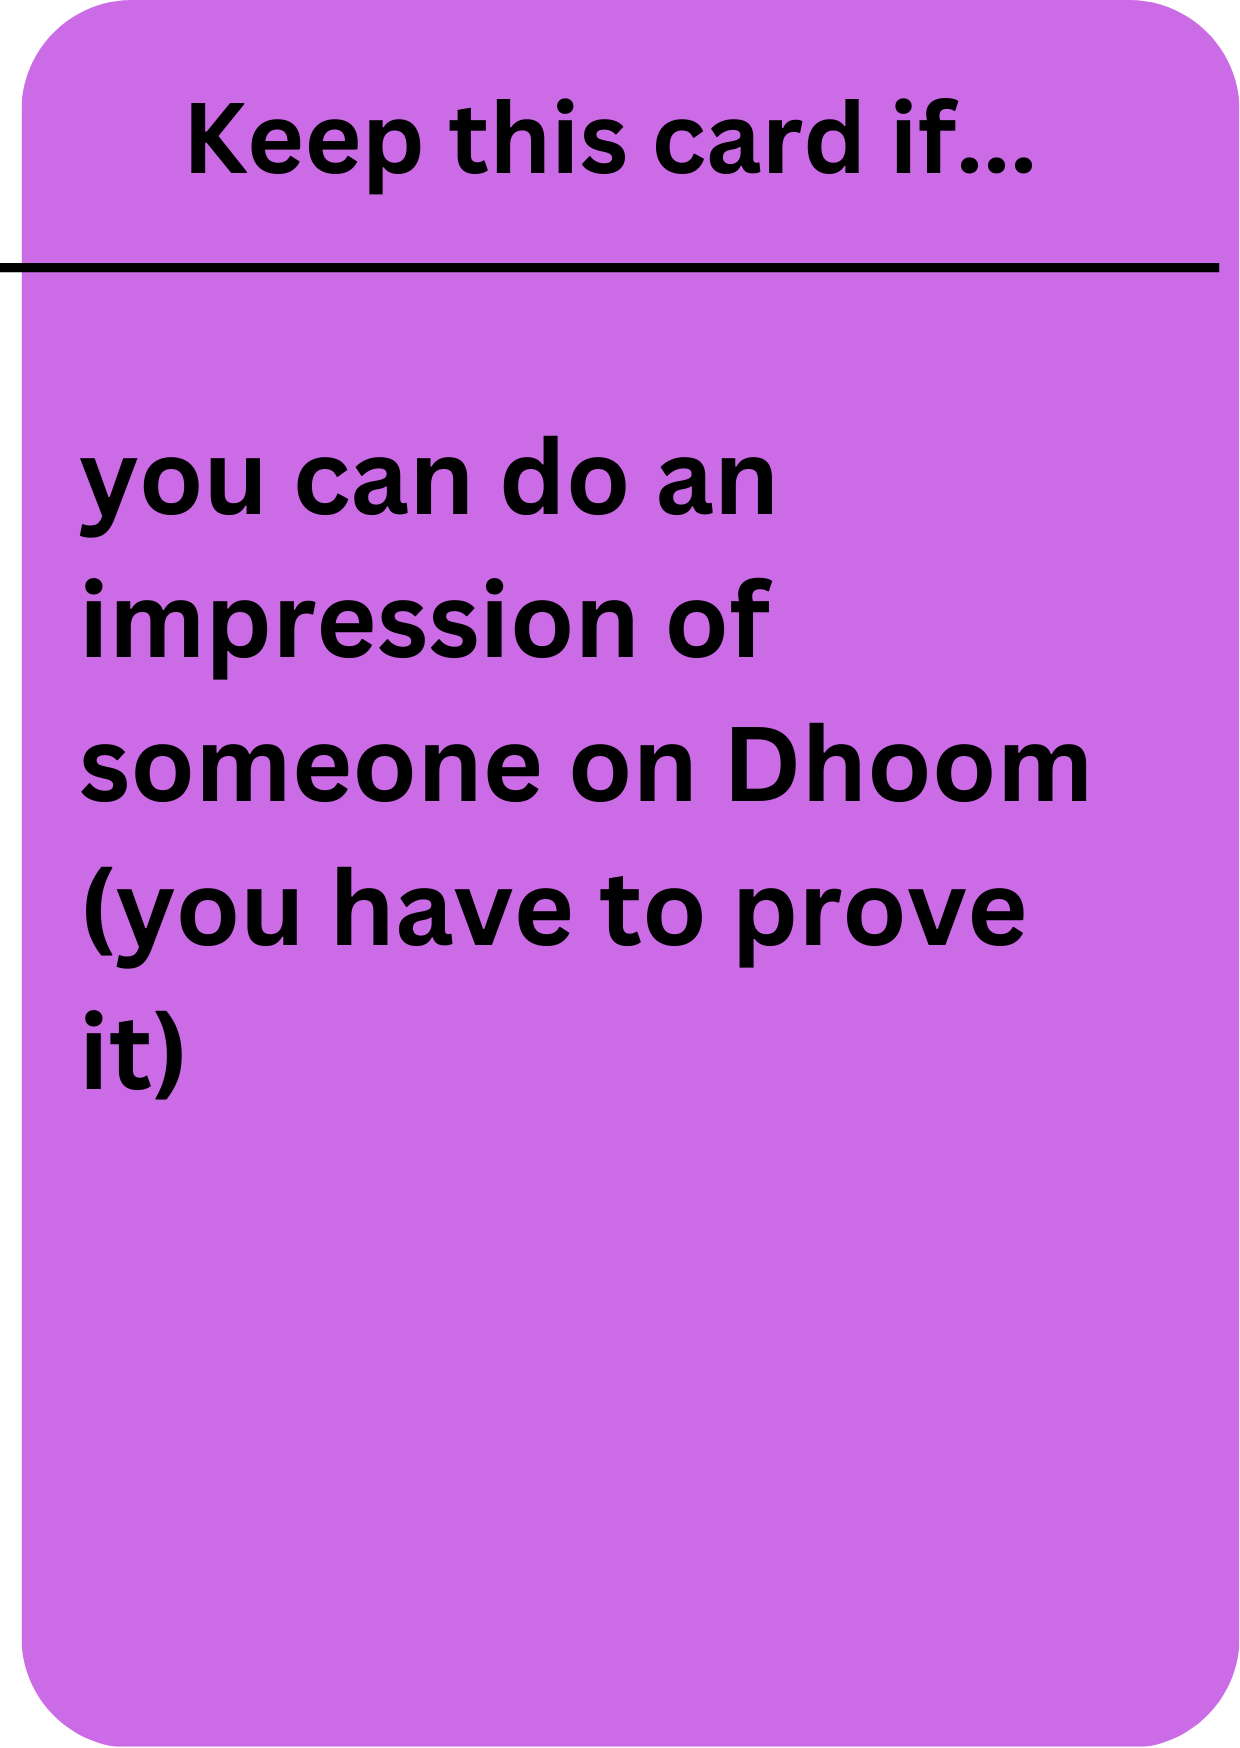 Keep this card if...
you can do an
impression of
someone on Dhoom
(you have to prove
it)